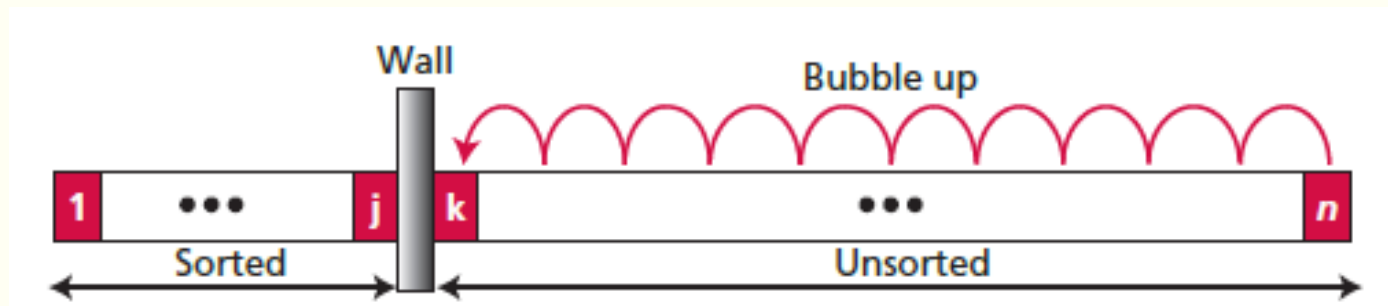 Wall
Bubble up
1 ••• j k ••• n
Sorted
Unsorted